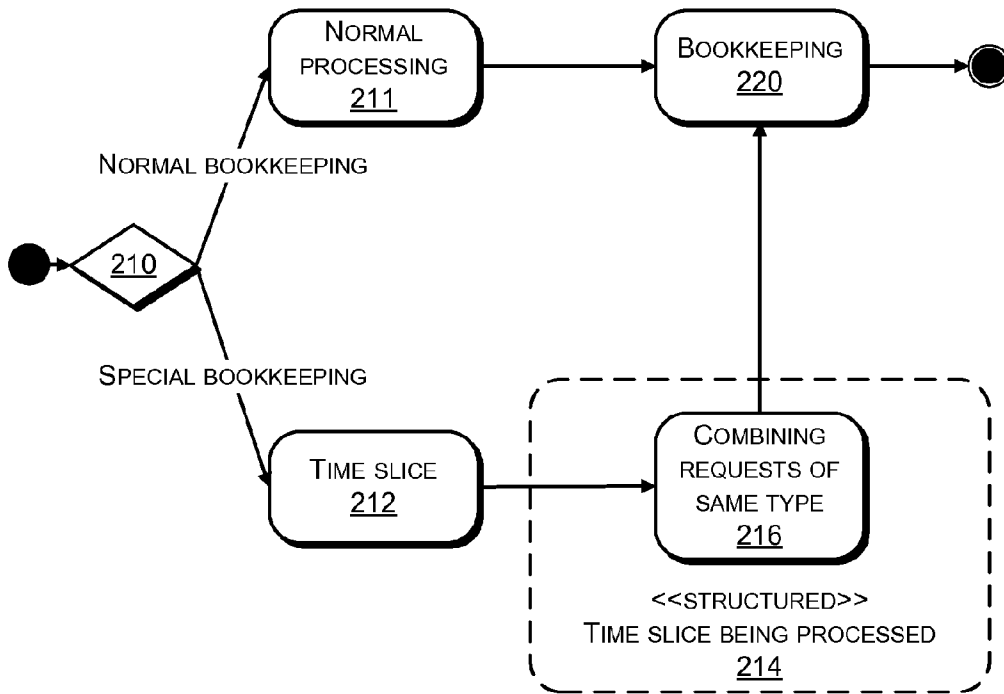 NORMAL
PROCESSING
211
BOOKKEEPING
220
NORMAL BOOKKEEPING
210
SPECIAL BOOKKEEPING
TIME SLICE
212
COMBINING
REQUESTS OF
SAME TYPE
216
<<STRUCTURED>>
TIME SLICE BEING PROCESSED
214